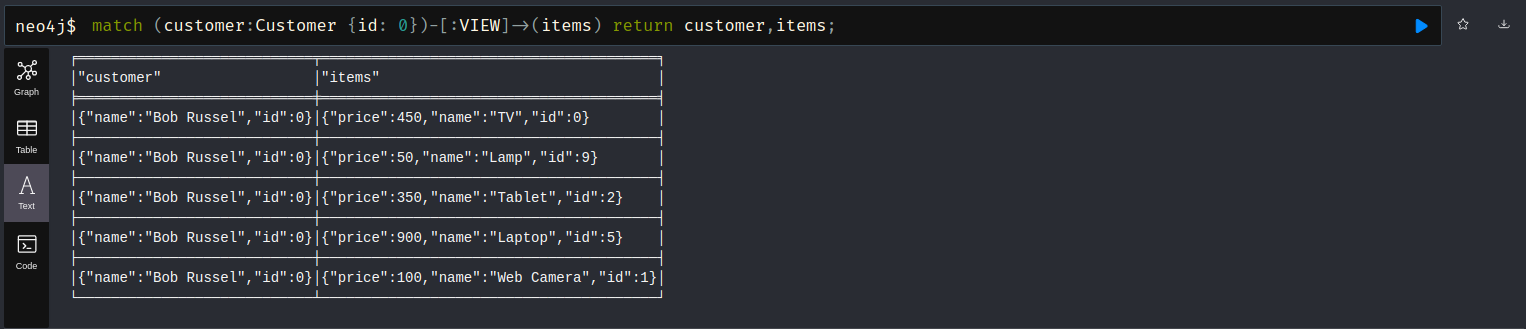 neo4j$ match (customer:Customer {id: 0})-[:VIEW]->(items) return customer,items;
Graph
Table
Text
Code
"customer" "items"
{"name":"Bob Russel","id":0} {"price":450,"name":"TV","id":0}
{"name":"Bob Russel","id":0} {"price":50,"name":"Lamp","id":9}
{"name":"Bob Russel","id":0} {"price":350,"name":"Tablet","id":2}
{"name":"Bob Russel","id":0} {"price":900,"name":"Laptop","id":5}
{"name":"Bob Russel","id":0} {"price":100,"name":"Web Camera","id":1}